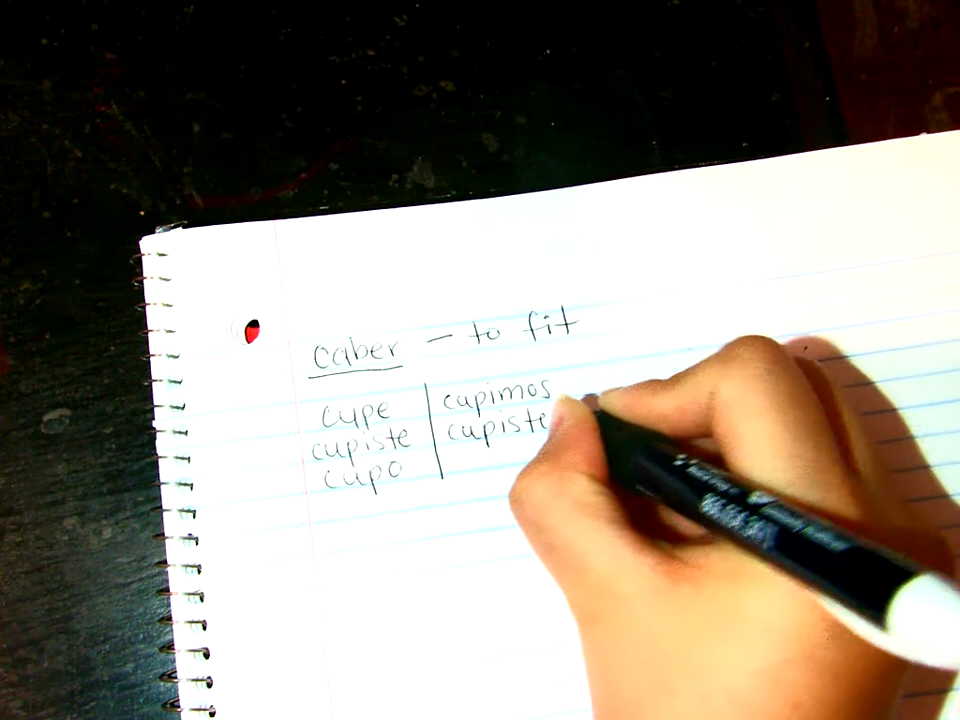 caber - to fit
cupe
cupiste
cupo
cupimos
cupiste